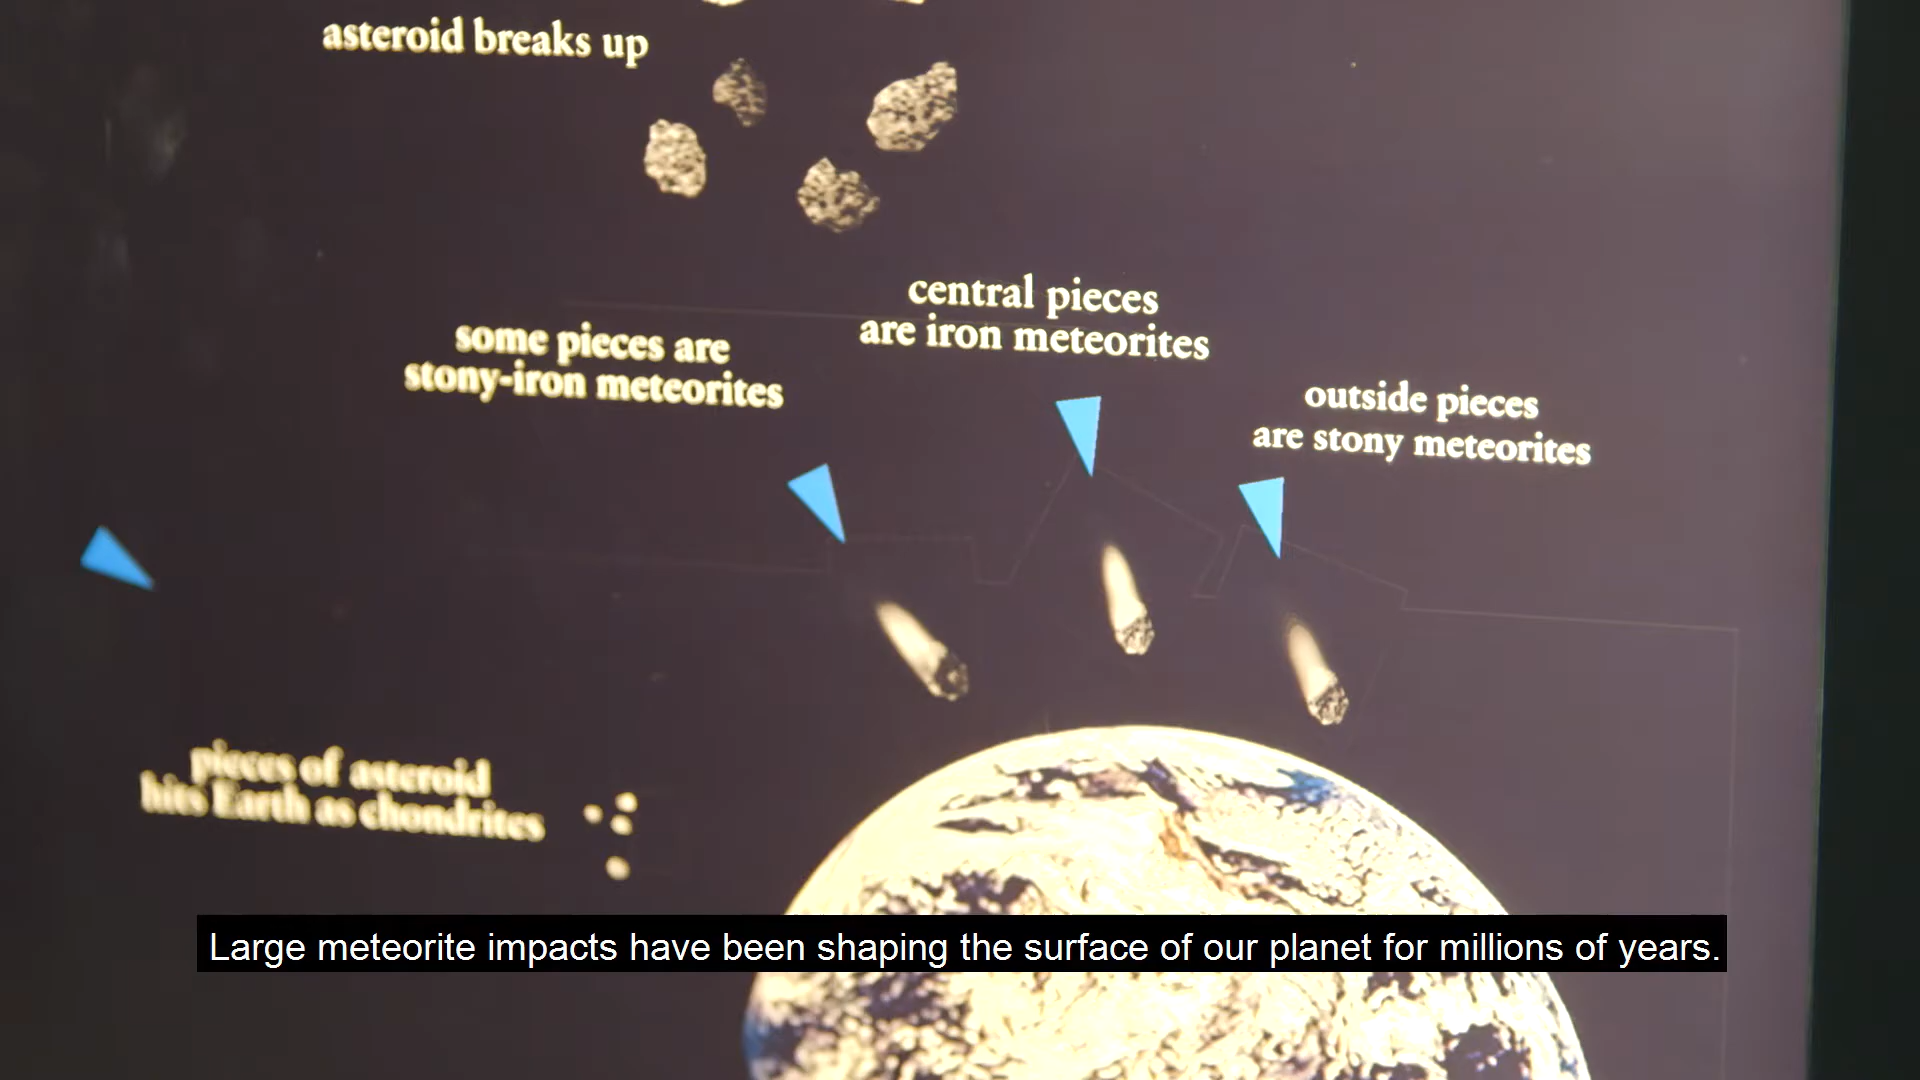 asteroid breaks up
central pieces
are iron meteorites
some pieces are
stony-iron meteorites
outside pieces
are stony meteorites
pieces of asteroid
hits Earth as chondrites
Large meteorite impacts have been shaping the surface of our planet for millions of years.